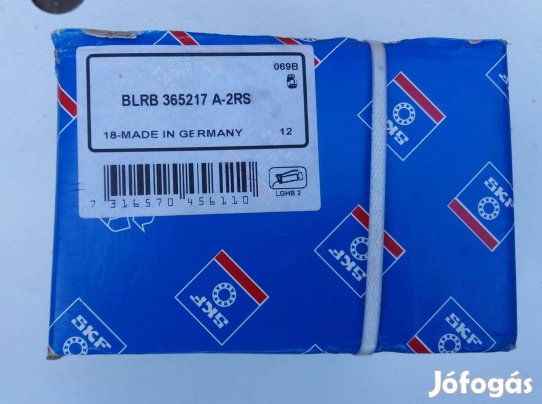 069B
BLRB 365217 A-2RS
18-MADE IN GERMANY 12
LGHB 2
7 316570 456110
SKF
SKF
SKF
SKF
SKF
SKF
Jófogás